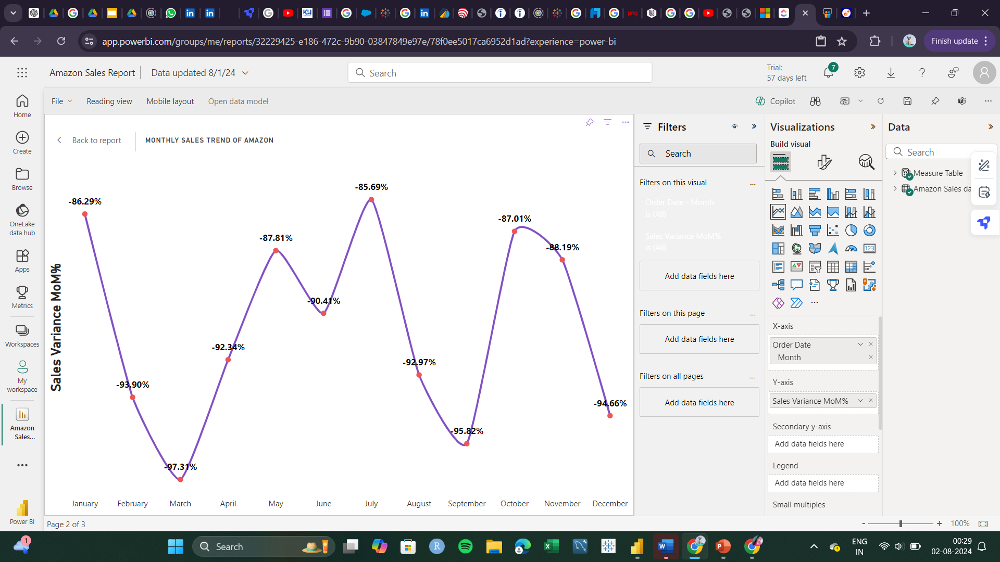 app.powerbi.com/groups/me/reports/32229425-e186-472c-9b90-03847849e97e/78f0ee5017ca6952d1ad?experience=power-bi
Finish update
Amazon Sales Report
Data updated 8/1/24
Search
Trial:
57 days left
7
File
Reading view
Mobile layout
Open data model
Copilot
Home
Create
Browse
OneLake
data hub
Apps
Metrics
Workspaces
My
workspace
Amazon
Sales...
Power BI
Back to report
MONTHLY SALES TREND OF AMAZON
Sales Variance MoM%
-86.29%
-93.90%
-97.31%
-92.34%
-87.81%
-90.41%
-85.69%
-92.97%
-95.82%
-87.01%
-88.19%
-94.66%
January
February
March
April
May
June
July
August
September
October
November
December
Page 2 of 3
Filters
Search
Filters on this visual
Order Date - Month
is (All)
Sales Variance MoM%
is (All)
Add data fields here
Filters on this page
Add data fields here
Filters on all pages
Add data fields here
Visualizations
Build visual
123
X-axis
Order Date
Month
Y-axis
Sales Variance MoM%
Secondary y-axis
Add data fields here
Legend
Add data fields here
Small multiples
Data
Search
Measure Table
Amazon Sales da
- + 100%
1
Search
ENG
IN
00:29
02-08-2024